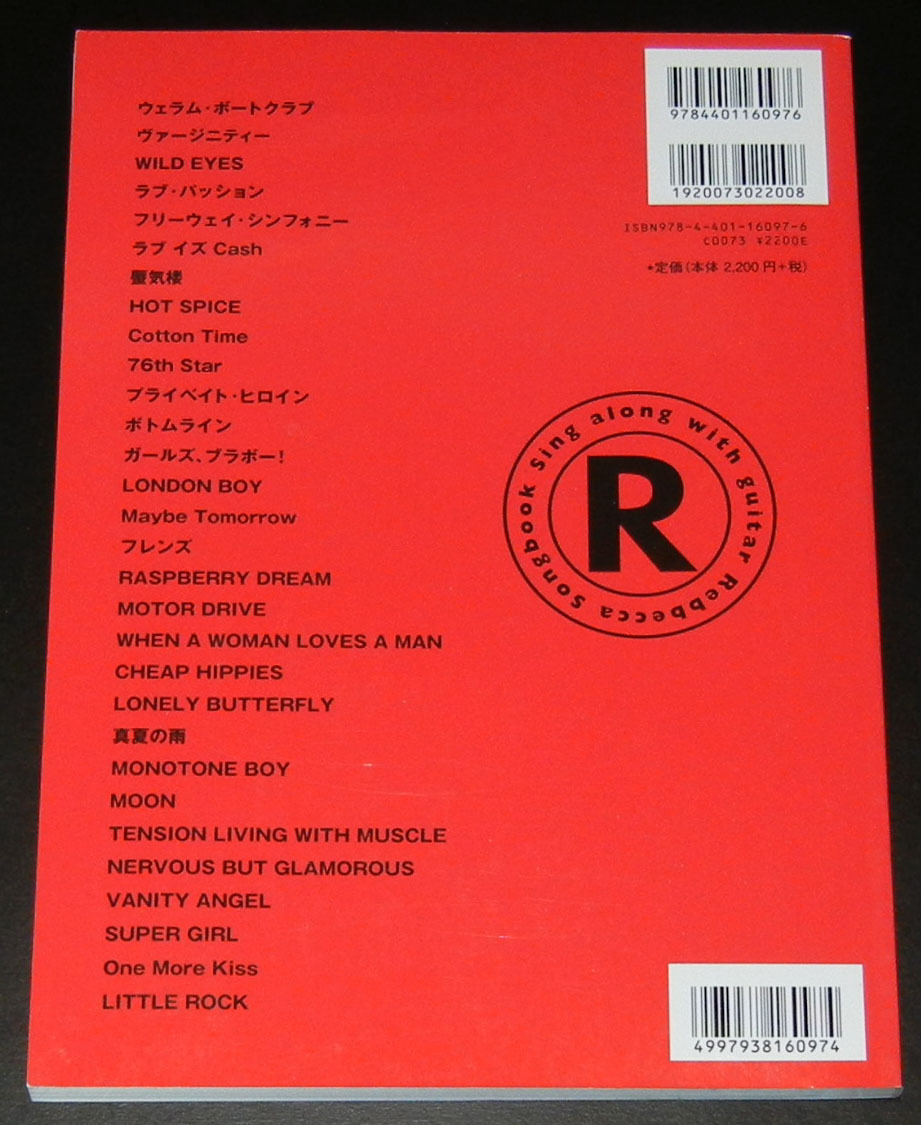 ウェラム・ボートクラブ
ヴァージニティー
WILD EYES
ラブ・パッション
フリーウェイ・シンフォニー
ラブ イズ Cash
蜃気楼
HOT SPICE
Cotton Time
76th Star
プライベイト・ヒロイン
ボトムライン
ガールズ、ブラボー!
LONDON BOY
Maybe Tomorrow
フレンズ
RASPBERRY DREAM
MOTOR DRIVE
WHEN A WOMAN LOVES A MAN
CHEAP HIPPIES
LONELY BUTTERFLY
真夏の雨
MONOTONE BOY
MOON
TENSION LIVING WITH MUSCLE
NERVOUS BUT GLAMOROUS
VANITY ANGEL
SUPER GIRL
One More Kiss
LITTLE ROCK
9784401160976
1920073022008
ISBN978-4-401-16097-6
C0073 ¥2200E
*定価(本体 2,200 円+税)
Sing along with guitar Rebbecca Songbook
R
4997938160974